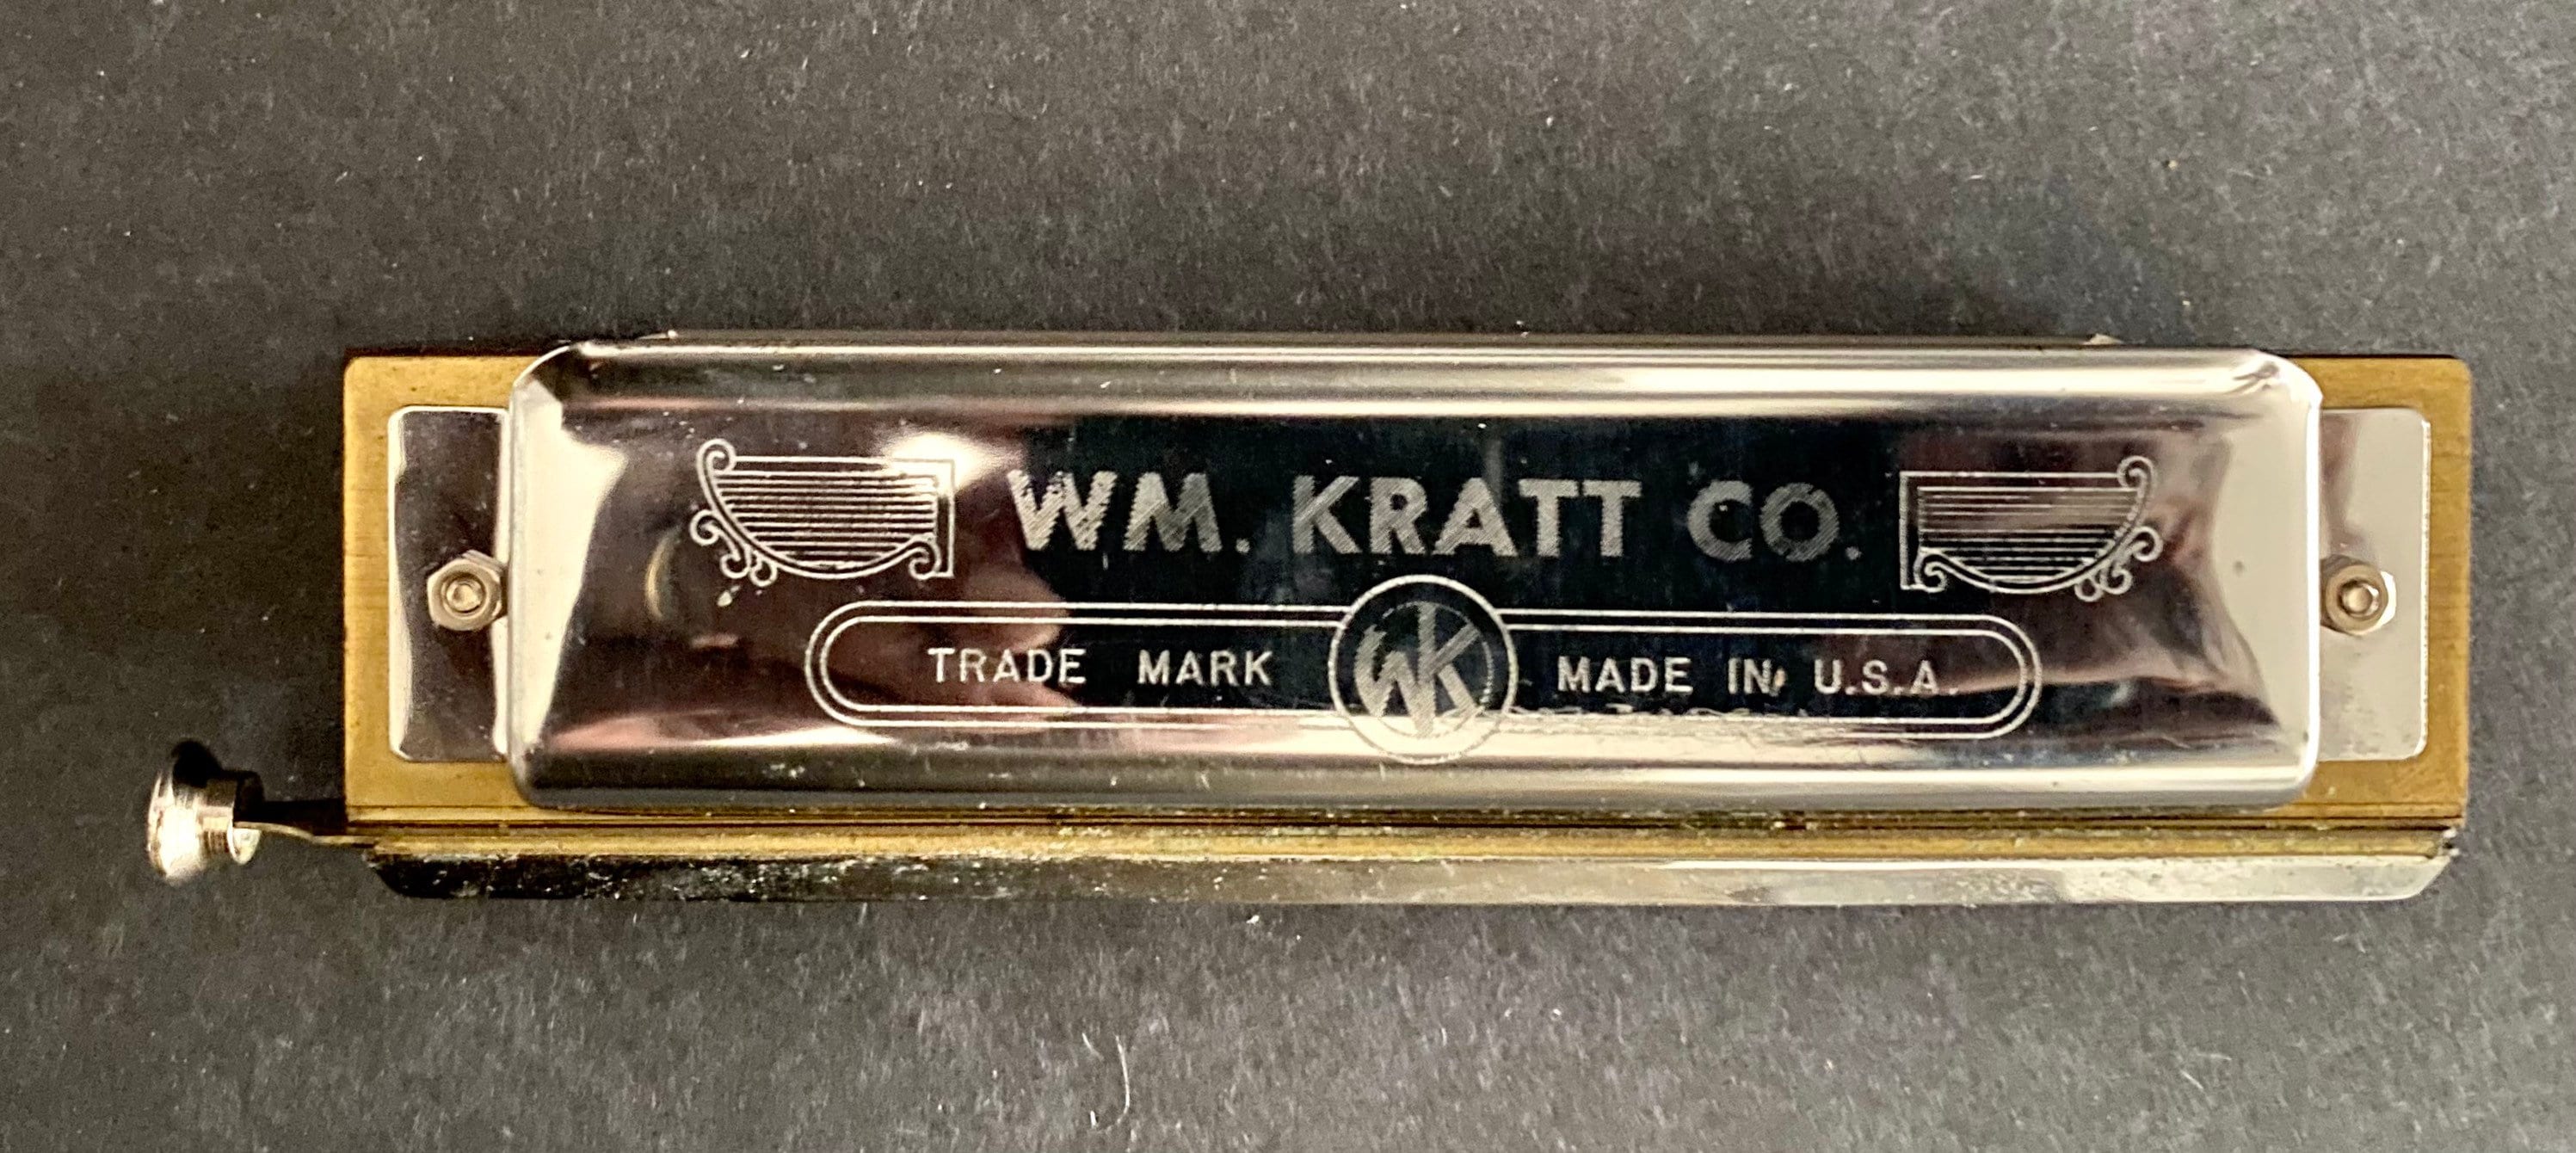 WM. KRATT CO.
TRADE MARK WK MADE IN U.S.A.